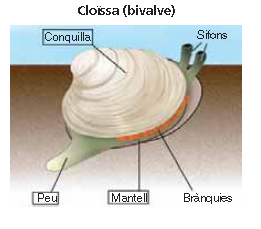 Cloïssa (bivalve)
Conquilla
Sifons
Peu
Mantell
Brànquies